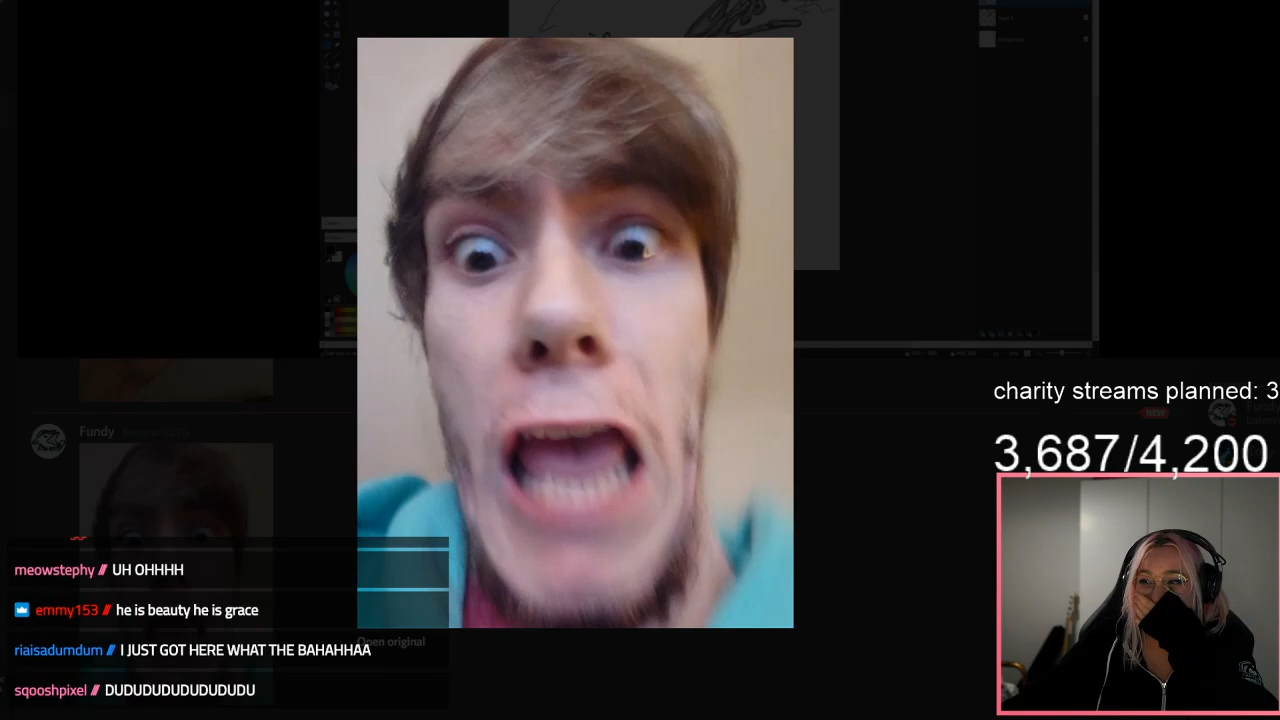 charity streams planned: 3
NEW
3,687/4,200
Fundy
meowstephy // UH OHHHH
emmy153 // he is beauty he is grace
Open original
riaisadumdum // I JUST GOT HERE WHAT THE BAHAHHAA
sqooshpixel // DUDUDUDUDUDUDUDU